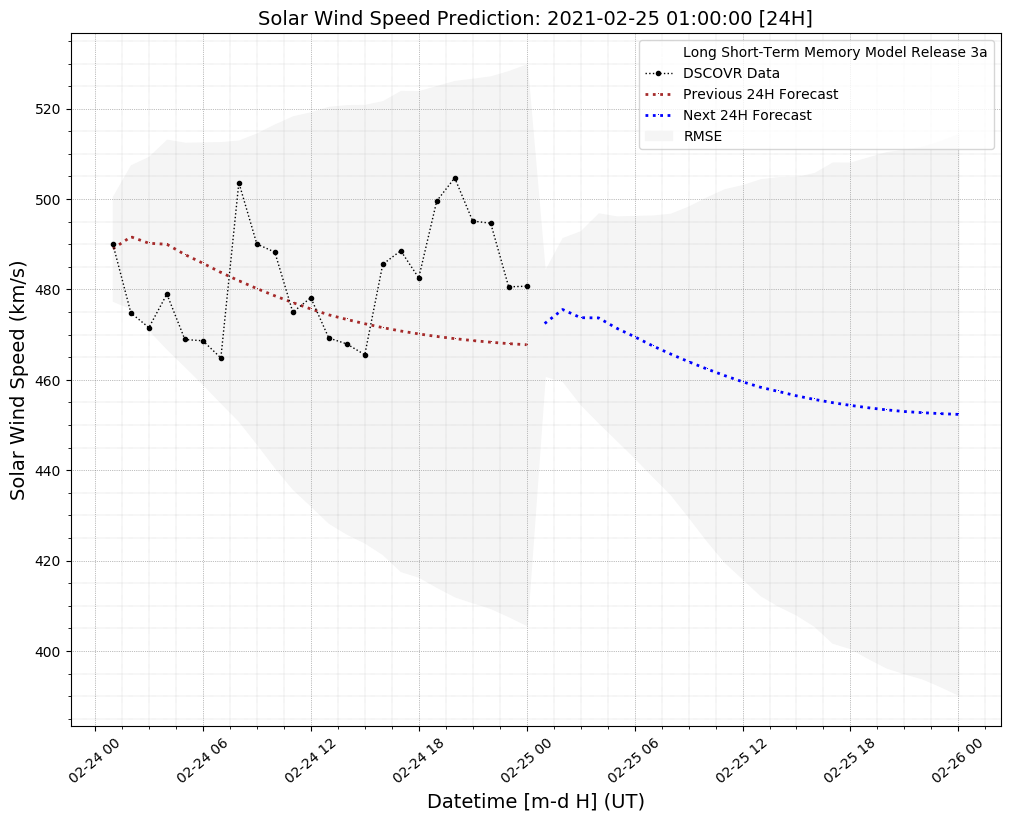 Solar Wind Speed Prediction: 2021-02-25 01:00:00 [24H]
Long Short-Term Memory Model Release 3a
DSCOVR Data
Previous 24H Forecast
Next 24H Forecast
RMSE
Solar Wind Speed (km/s)
520
500
480
460
440
420
400
02-24 00
02-24 06
02-24 12
02-24 18
02-25 00
02-25 06
02-25 12
02-25 18
02-26 00
Datetime [m-d H] (UT)